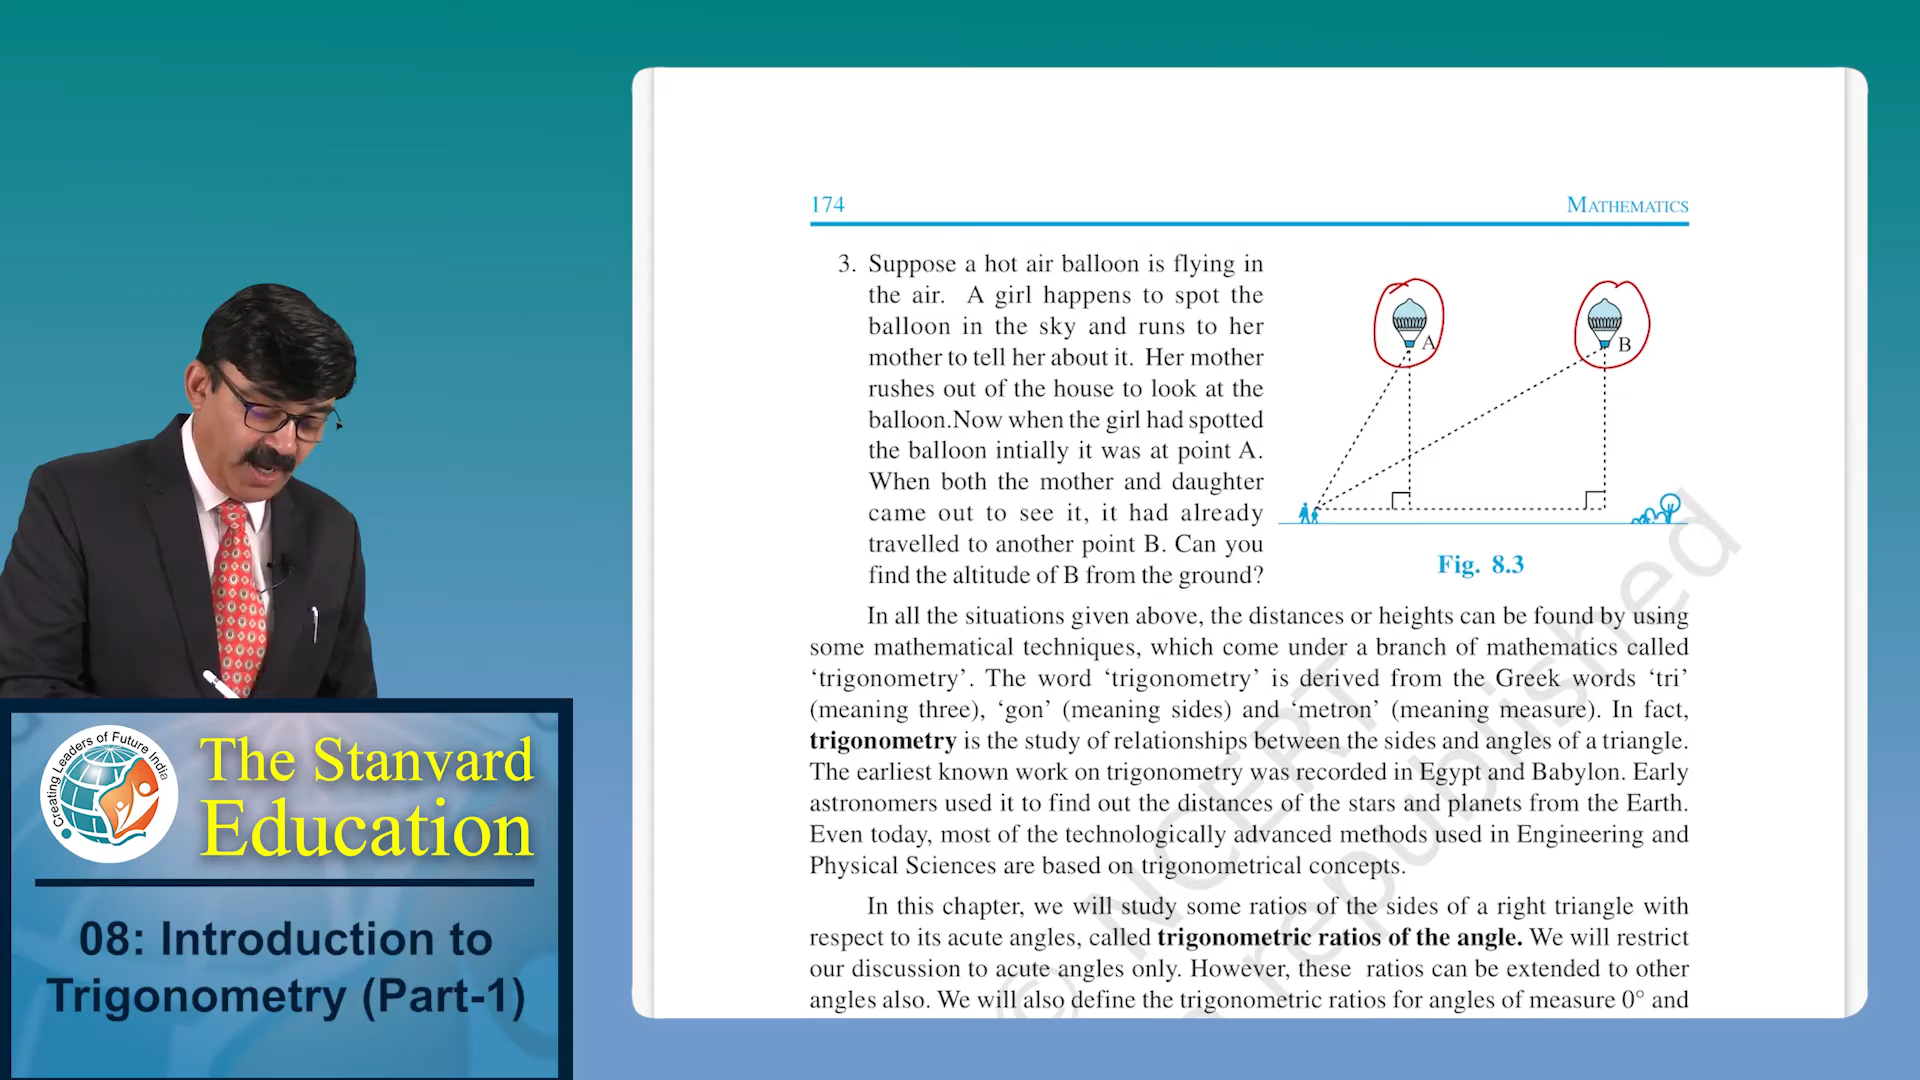 174
MATHEMATICS
3. Suppose a hot air balloon is flying in
the air. A girl happens to spot the
balloon in the sky and runs to her
mother to tell her about it. Her mother
rushes out of the house to look at the
balloon.Now when the girl had spotted
the balloon intially it was at point A.
When both the mother and daughter
came out to see it, it had already
travelled to another point B. Can you
find the altitude of B from the ground?
A
B
Fig. 8.3
In all the situations given above, the distances or heights can be found by using
some mathematical techniques, which come under a branch of mathematics called
‘trigonometry’. The word ‘trigonometry’ is derived from the Greek words ‘tri’
(meaning three), ‘gon’ (meaning sides) and ‘metron’ (meaning measure). In fact,
trigonometry is the study of relationships between the sides and angles of a triangle.
The earliest known work on trigonometry was recorded in Egypt and Babylon. Early
astronomers used it to find out the distances of the stars and planets from the Earth.
Even today, most of the technologically advanced methods used in Engineering and
Physical Sciences are based on trigonometrical concepts.
In this chapter, we will study some ratios of the sides of a right triangle with
respect to its acute angles, called trigonometric ratios of the angle. We will restrict
our discussion to acute angles only. However, these ratios can be extended to other
angles also. We will also define the trigonometric ratios for angles of measure 0° and
© NCERT
republished
Creating Leaders of Future India
The Stanvard
Education
08: Introduction to
Trigonometry (Part-1)